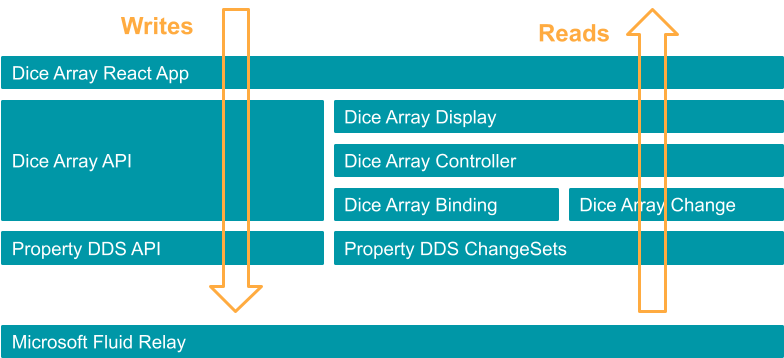 Writes
Reads
Dice Array React App
Dice Array Display
Dice Array API
Dice Array Controller
Dice Array Binding
Dice Array Change
Property DDS API
Property DDS ChangeSets
Microsoft Fluid Relay